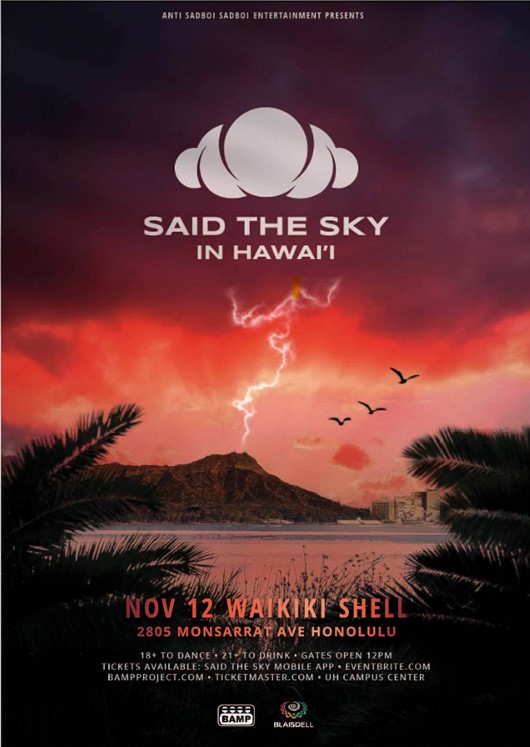 ANTI SADBOI SADBOI ENTERTAINMENT PRESENTS
SAID THE SKY
IN HAWAI'I
NOV 12 WAIKIKI SHELL
2805 MONSARRAT AVE HONOLULU
18+ TO DANCE • 21+ TO DRINK • GATES OPEN 12PM
TICKETS AVAILABLE: SAID THE SKY MOBILE APP • EVENTBRITE.COM
BAMPPROJECT.COM • TICKETMASTER.COM • UH CAMPUS CENTER
BAMP
BLAISDELL